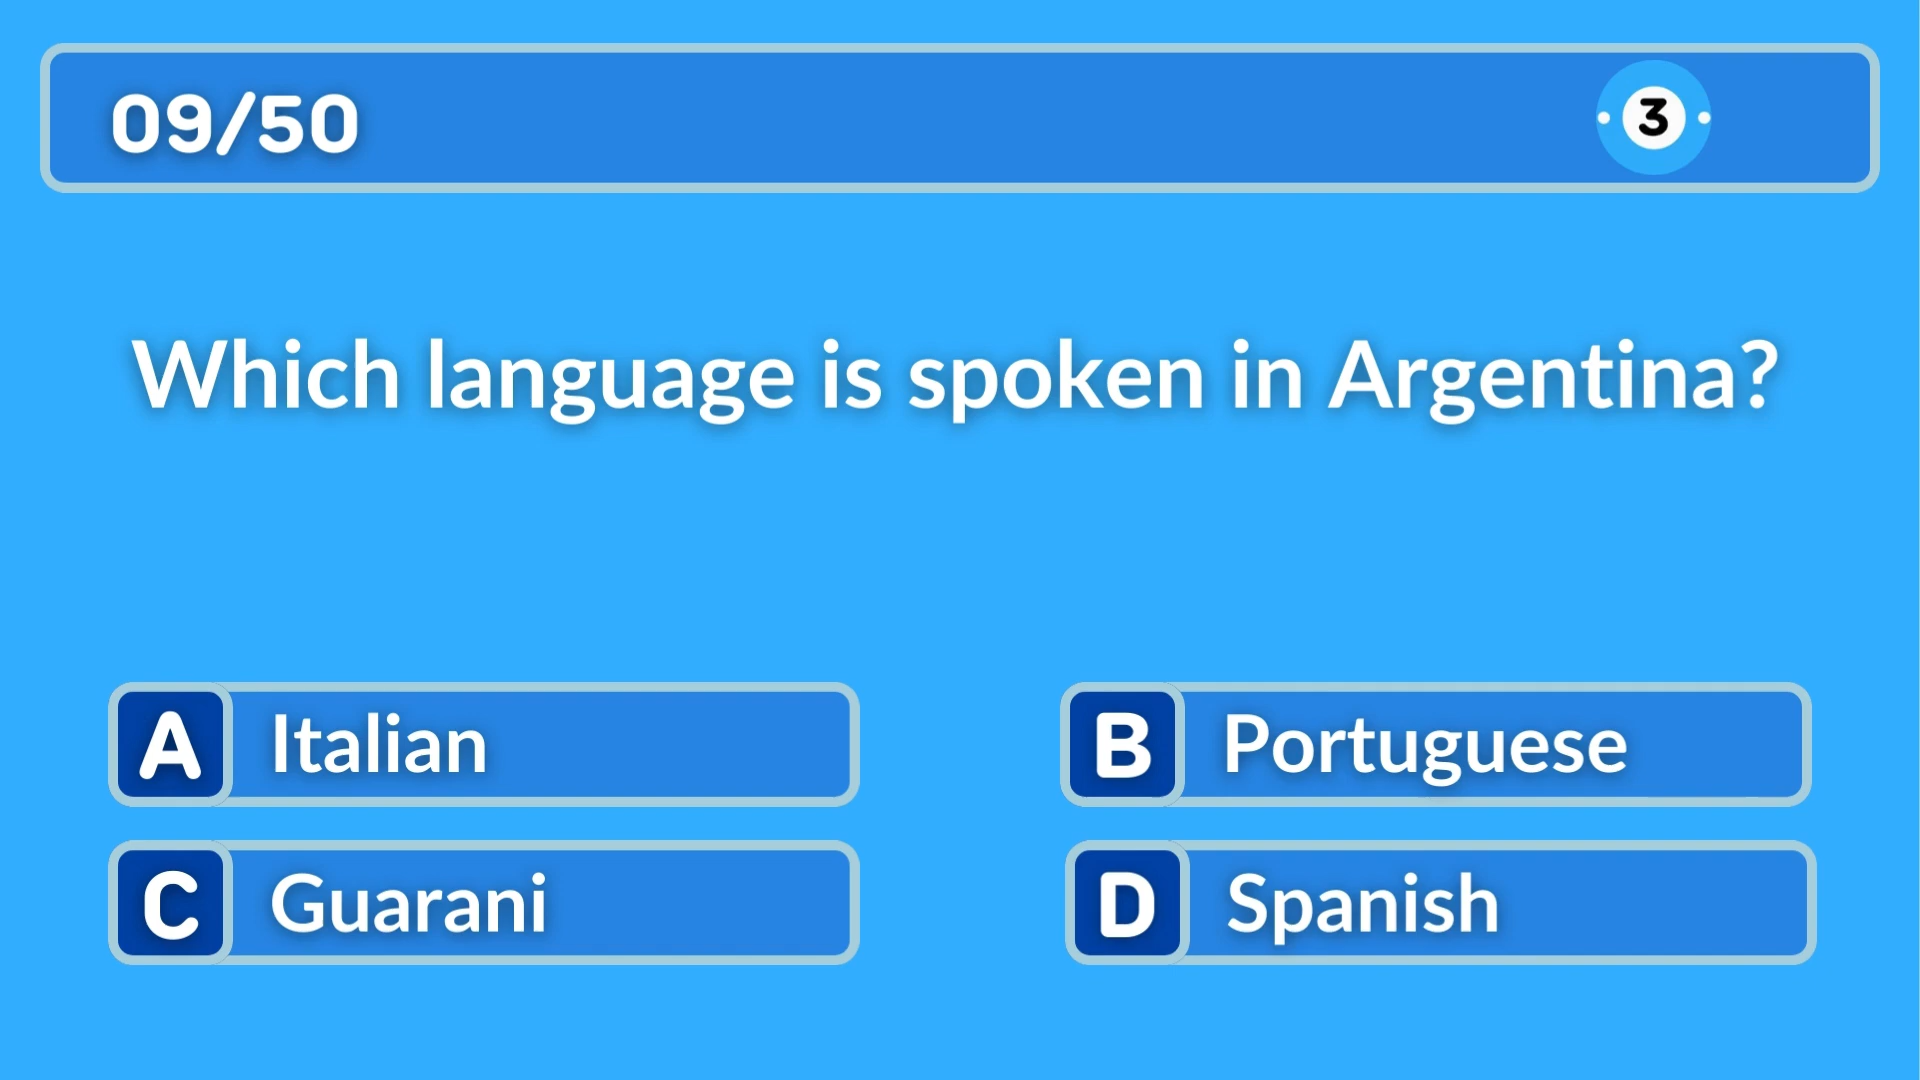 09/50
3
Which language is spoken in Argentina?
A Italian
B Portuguese
C Guarani
D Spanish